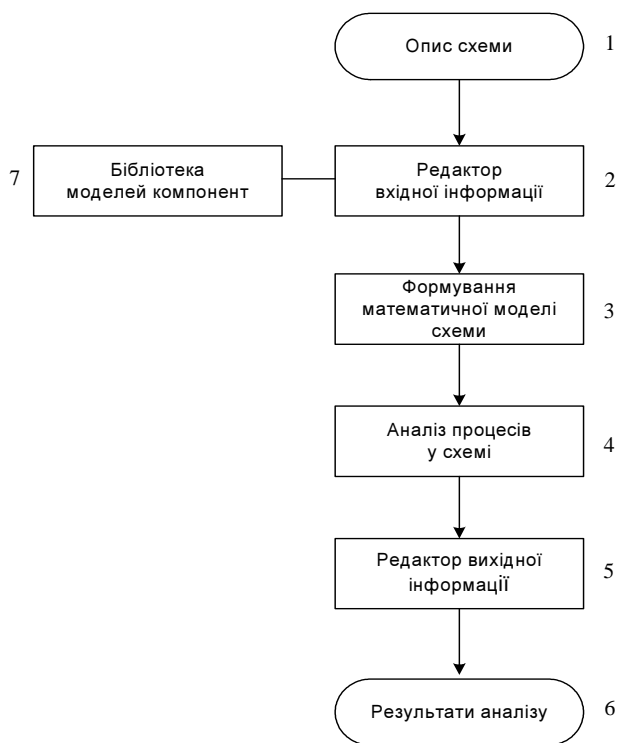 Опис схеми
1
7
Бібліотека
моделей компонент
Редактор
вхідної інформації
2
Формування
математичної моделі
схеми
3
Аналіз процесів
у схемі
4
Редактор вихідної
інформації
5
Результати аналізу
6